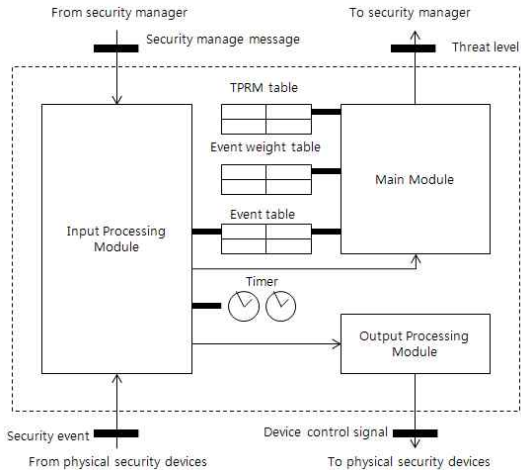 From security manager
To security manager
Security manage message
Threat level
TPRM table
Event weight table
Main Module
Event table
Input Processing
Module
Timer
Output Processing
Module
Security event
Device control signal
From physical security devices
To physical security devices